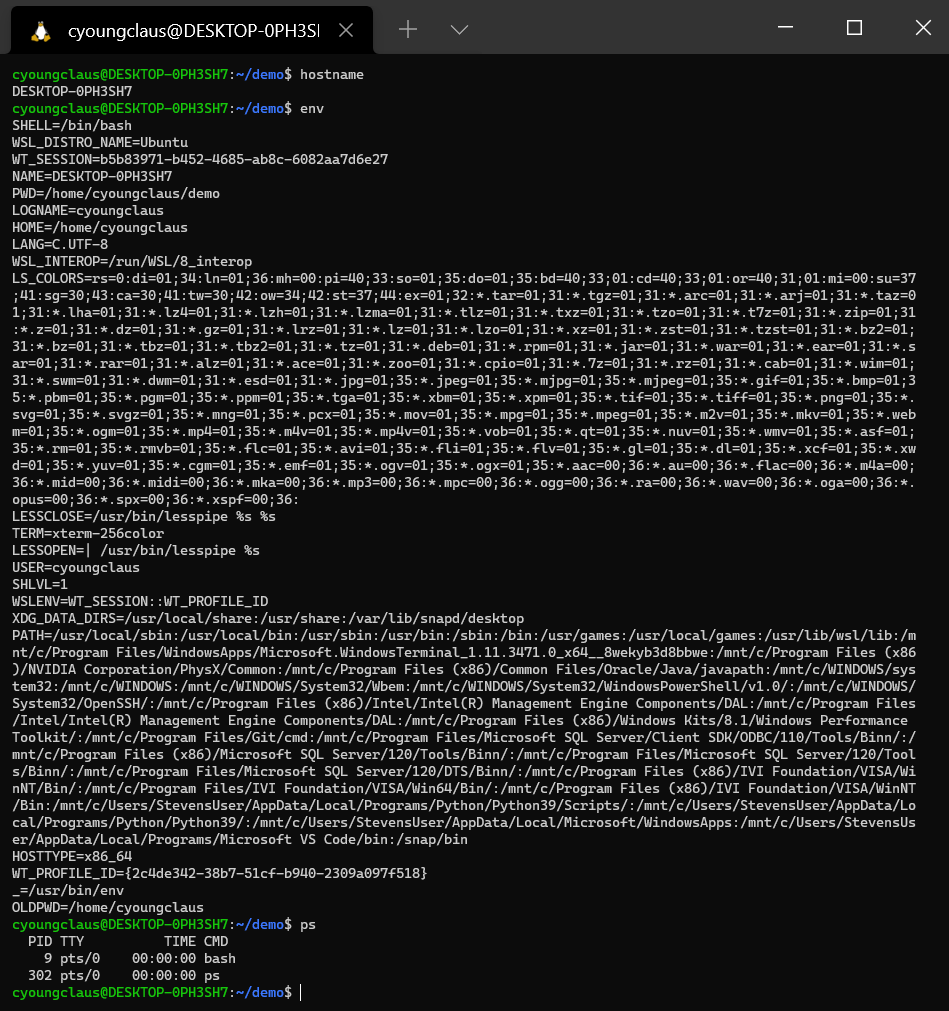 cyoungclaus@DESKTOP-0PH3SH
cyoungclaus@DESKTOP-0PH3SH7:~/demo$ hostname
DESKTOP-0PH3SH7
cyoungclaus@DESKTOP-0PH3SH7:~/demo$ env
SHELL=/bin/bash
WSL_DISTRO_NAME=Ubuntu
WT_SESSION=b5b83971-b452-4685-ab8c-6082aa7d6e27
NAME=DESKTOP-0PH3SH7
PWD=/home/cyoungclaus/demo
LOGNAME=cyoungclaus
HOME=/home/cyoungclaus
LANG=C.UTF-8
WSL_INTEROP=/run/WSL/8_interop
LS_COLORS=rs=0:di=01;34:ln=01;36:mh=00:pi=40;33:so=01;35:do=01;35:bd=40;33;01:cd=40;33;01:or=40;31;01:mi=00:su=37
;41:sg=30;43:ca=30;41:tw=30;42:ow=34;42:st=37;44:ex=01;32:*.tar=01;31:*.tgz=01;31:*.arc=01;31:*.arj=01;31:*.taz=0
1;31:*.lha=01;31:*.lz4=01;31:*.lzh=01;31:*.lzma=01;31:*.tlz=01;31:*.txz=01;31:*.tzo=01;31:*.t7z=01;31:*.zip=01;31
:*.z=01;31:*.dz=01;31:*.gz=01;31:*.lrz=01;31:*.lz=01;31:*.lzo=01;31:*.xz=01;31:*.zst=01;31:*.tzst=01;31:*.bz2=01;
31:*.bz=01;31:*.tbz=01;31:*.tbz2=01;31:*.tz=01;31:*.deb=01;31:*.rpm=01;31:*.jar=01;31:*.war=01;31:*.ear=01;31:*.s
ar=01;31:*.rar=01;31:*.alz=01;31:*.ace=01;31:*.zoo=01;31:*.cpio=01;31:*.7z=01;31:*.rz=01;31:*.cab=01;31:*.wim=01;
31:*.swm=01;31:*.dwm=01;31:*.esd=01;31:*.jpg=01;35:*.jpeg=01;35:*.mjpg=01;35:*.mjpeg=01;35:*.gif=01;35:*.bmp=01;3
5:*.pbm=01;35:*.pgm=01;35:*.ppm=01;35:*.tga=01;35:*.xbm=01;35:*.xpm=01;35:*.tif=01;35:*.tiff=01;35:*.png=01;35:*.
svg=01;35:*.svgz=01;35:*.mng=01;35:*.pcx=01;35:*.mov=01;35:*.mpg=01;35:*.mpeg=01;35:*.m2v=01;35:*.mkv=01;35:*.web
m=01;35:*.ogm=01;35:*.mp4=01;35:*.m4v=01;35:*.mp4v=01;35:*.vob=01;35:*.qt=01;35:*.nuv=01;35:*.wmv=01;35:*.asf=01;
35:*.rm=01;35:*.rmvb=01;35:*.flc=01;35:*.avi=01;35:*.fli=01;35:*.flv=01;35:*.gl=01;35:*.dl=01;35:*.xcf=01;35:*.xw
d=01;35:*.yuv=01;35:*.cgm=01;35:*.emf=01;35:*.ogv=01;35:*.ogx=01;35:*.aac=00;36:*.au=00;36:*.flac=00;36:*.m4a=00;
36:*.mid=00;36:*.midi=00;36:*.mka=00;36:*.mp3=00;36:*.mpc=00;36:*.ogg=00;36:*.ra=00;36:*.wav=00;36:*.oga=00;36:*.
opus=00;36:*.spx=00;36:*.xspf=00;36:
LESSCLOSE=/usr/bin/lesspipe %s %s
TERM=xterm-256color
LESSOPEN=| /usr/bin/lesspipe %s
USER=cyoungclaus
SHLVL=1
WSLENV=WT_SESSION::WT_PROFILE_ID
XDG_DATA_DIRS=/usr/local/share:/usr/share:/var/lib/snapd/desktop
PATH=/usr/local/sbin:/usr/local/bin:/usr/sbin:/usr/bin:/sbin:/bin:/usr/games:/usr/local/games:/usr/lib/wsl/lib:/m
nt/c/Program Files/WindowsApps/Microsoft.WindowsTerminal_1.11.3471.0_x64__8wekyb3d8bbwe:/mnt/c/Program Files (x86
)/NVIDIA Corporation/PhysX/Common:/mnt/c/Program Files (x86)/Common Files/Oracle/Java/javapath:/mnt/c/WINDOWS/sys
tem32:/mnt/c/WINDOWS:/mnt/c/WINDOWS/System32/Wbem:/mnt/c/WINDOWS/System32/WindowsPowerShell/v1.0/:/mnt/c/WINDOWS/
System32/OpenSSH/:/mnt/c/Program Files (x86)/Intel/Intel(R) Management Engine Components/DAL:/mnt/c/Program Files
/Intel/Intel(R) Management Engine Components/DAL:/mnt/c/Program Files (x86)/Windows Kits/8.1/Windows Performance
Toolkit/:/mnt/c/Program Files/Git/cmd:/mnt/c/Program Files/Microsoft SQL Server/Client SDK/ODBC/110/Tools/Binn/:/
mnt/c/Program Files (x86)/Microsoft SQL Server/120/Tools/Binn/:/mnt/c/Program Files/Microsoft SQL Server/120/Tool
s/Binn/:/mnt/c/Program Files/Microsoft SQL Server/120/DTS/Binn/:/mnt/c/Program Files (x86)/IVI Foundation/VISA/Wi
nNT/Bin/:/mnt/c/Program Files/IVI Foundation/VISA/Win64/Bin/:/mnt/c/Program Files (x86)/IVI Foundation/VISA/WinNT
/Bin:/mnt/c/Users/StevensUser/AppData/Local/Programs/Python/Python39/Scripts/:/mnt/c/Users/StevensUser/AppData/Lo
cal/Programs/Python/Python39/:/mnt/c/Users/StevensUser/AppData/Local/Microsoft/WindowsApps:/mnt/c/Users/StevensUs
er/AppData/Local/Programs/Microsoft VS Code/bin:/snap/bin
HOSTTYPE=x86_64
WT_PROFILE_ID={2c4de342-38b7-51cf-b940-2309a097f518}
_=/usr/bin/env
OLDPWD=/home/cyoungclaus
cyoungclaus@DESKTOP-0PH3SH7:~/demo$ ps
  PID TTY          TIME CMD
    9 pts/0    00:00:00 bash
  302 pts/0    00:00:00 ps
cyoungclaus@DESKTOP-0PH3SH7:~/demo$